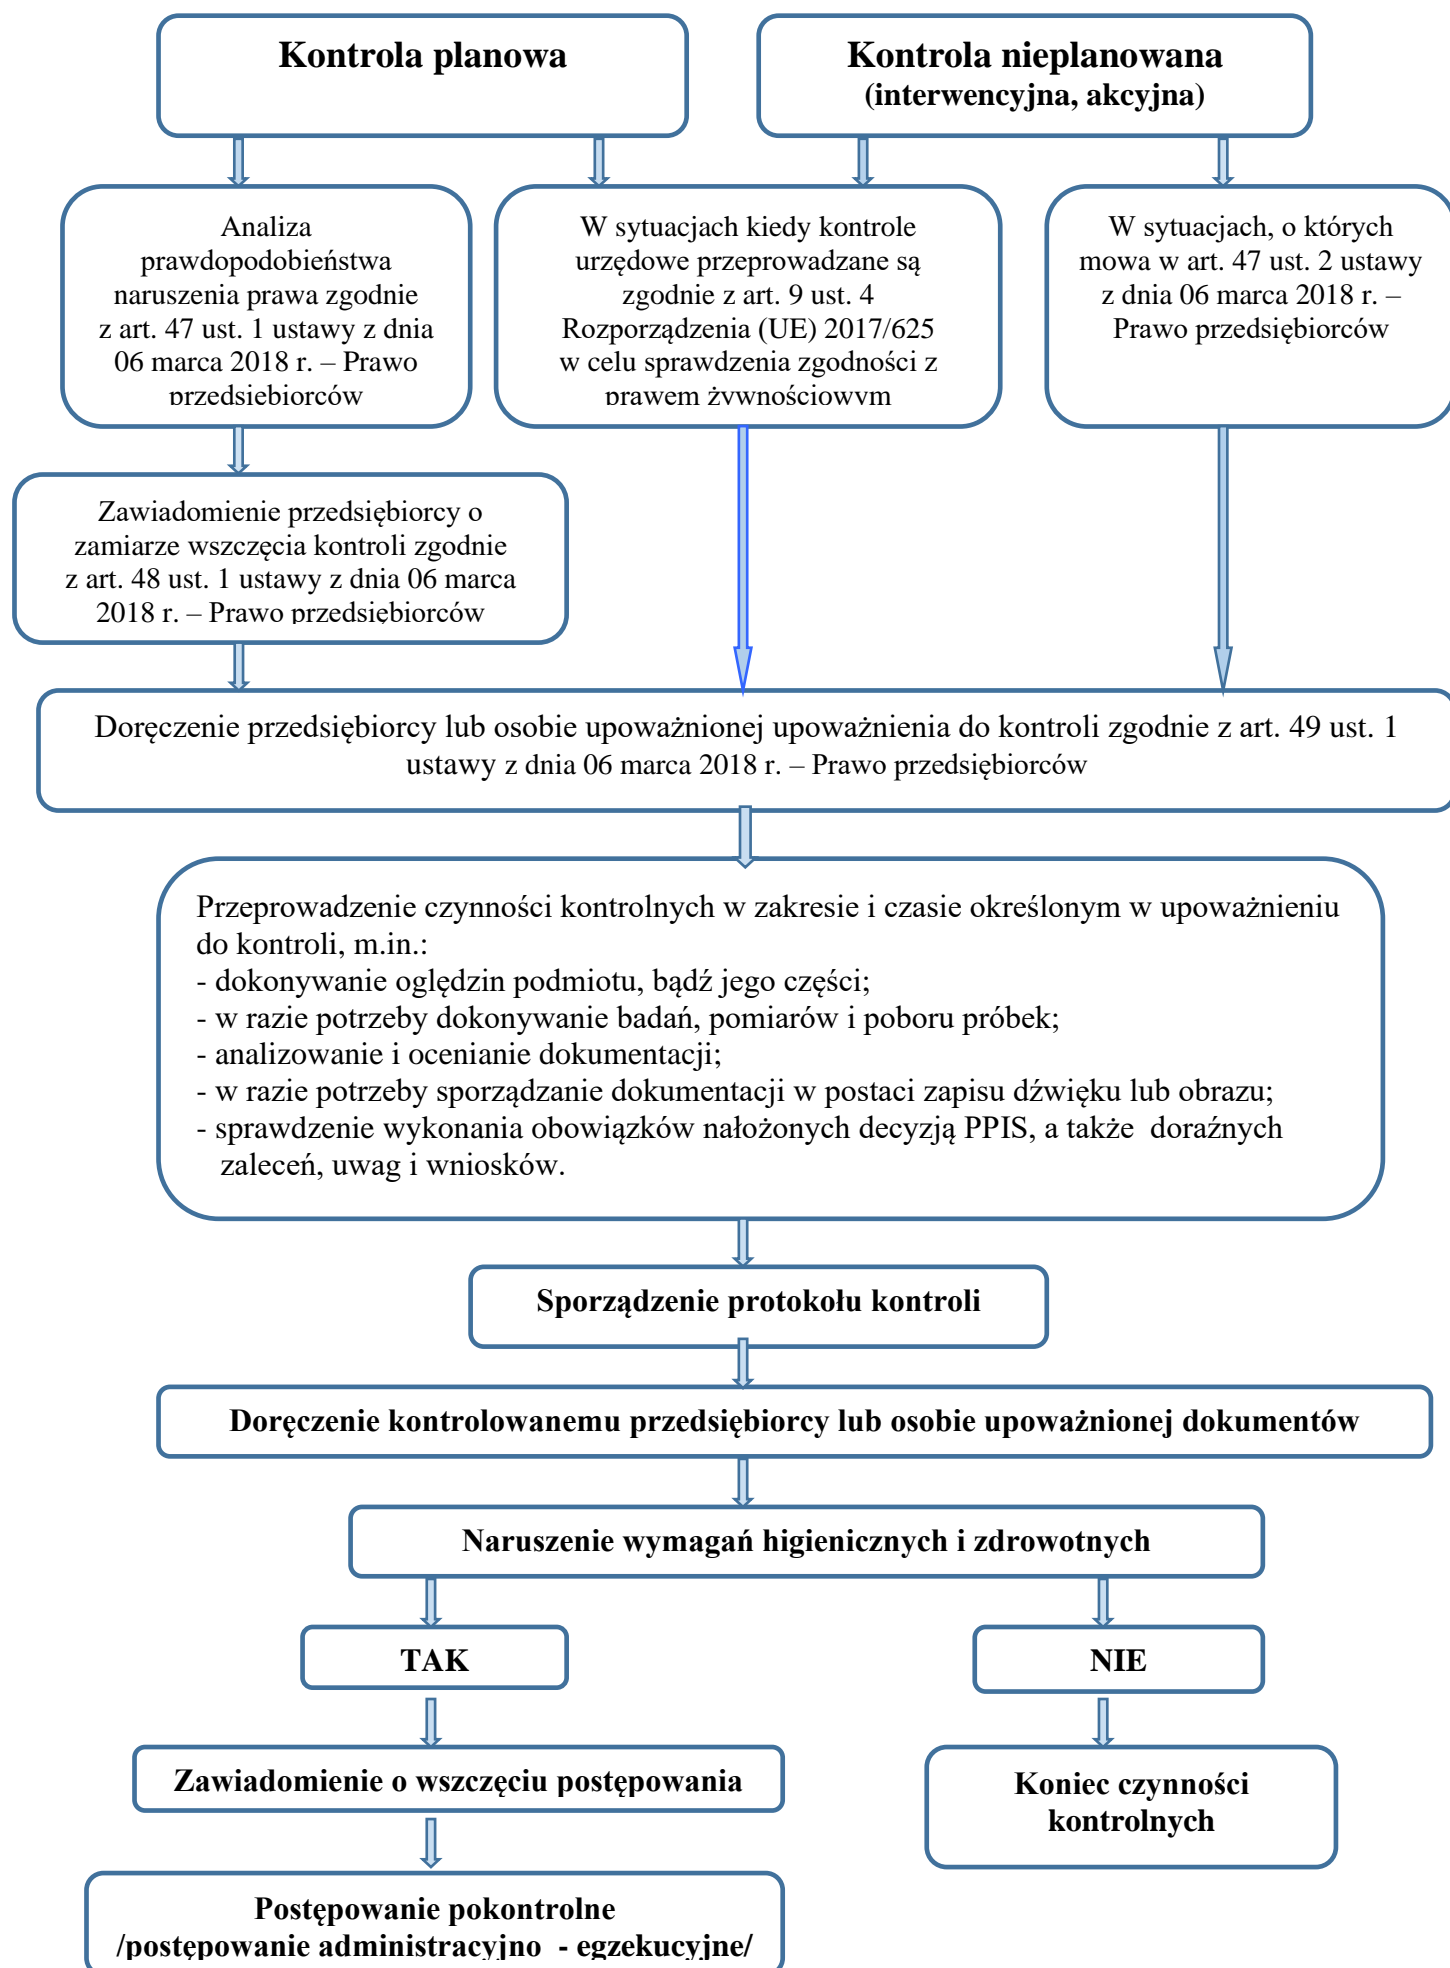 Kontrola planowa
Kontrola nieplanowana
(interwencyjna, akcyjna)
Analiza
prawdopodobieństwa
naruszenia prawa zgodnie
z art. 47 ust. 1 ustawy z dnia
06 marca 2018 r. – Prawo
przedsiębiorców
W sytuacjach kiedy kontrole
urzędowe przeprowadzane są
zgodnie z art. 9 ust. 4
Rozporządzenia (UE) 2017/625
w celu sprawdzenia zgodności z
prawem żywnościowym
W sytuacjach, o których
mowa w art. 47 ust. 2 ustawy
z dnia 06 marca 2018 r. –
Prawo przedsiębiorców
Zawiadomienie przedsiębiorcy o
zamiarze wszczęcia kontroli zgodnie
z art. 48 ust. 1 ustawy z dnia 06 marca
2018 r. – Prawo przedsiębiorców
Doręczenie przedsiębiorcy lub osobie upoważnionej upoważnienia do kontroli zgodnie z art. 49 ust. 1
ustawy z dnia 06 marca 2018 r. – Prawo przedsiębiorców
Przeprowadzenie czynności kontrolnych w zakresie i czasie określonym w upoważnieniu
do kontroli, m.in.:
- dokonywanie oględzin podmiotu, bądź jego części;
- w razie potrzeby dokonywanie badań, pomiarów i poboru próbek;
- analizowanie i ocenianie dokumentacji;
- w razie potrzeby sporządzanie dokumentacji w postaci zapisu dźwięku lub obrazu;
- sprawdzenie wykonania obowiązków nałożonych decyzją PPIS, a także  doraźnych
zaleceń, uwag i wniosków.
Sporządzenie protokołu kontroli
Doręczenie kontrolowanemu przedsiębiorcy lub osobie upoważnionej dokumentów
Naruszenie wymagań higienicznych i zdrowotnych
TAK
NIE
Zawiadomienie o wszczęciu postępowania
Koniec czynności
kontrolnych
Postępowanie pokontrolne
/postępowanie administracyjno  - egzekucyjne/